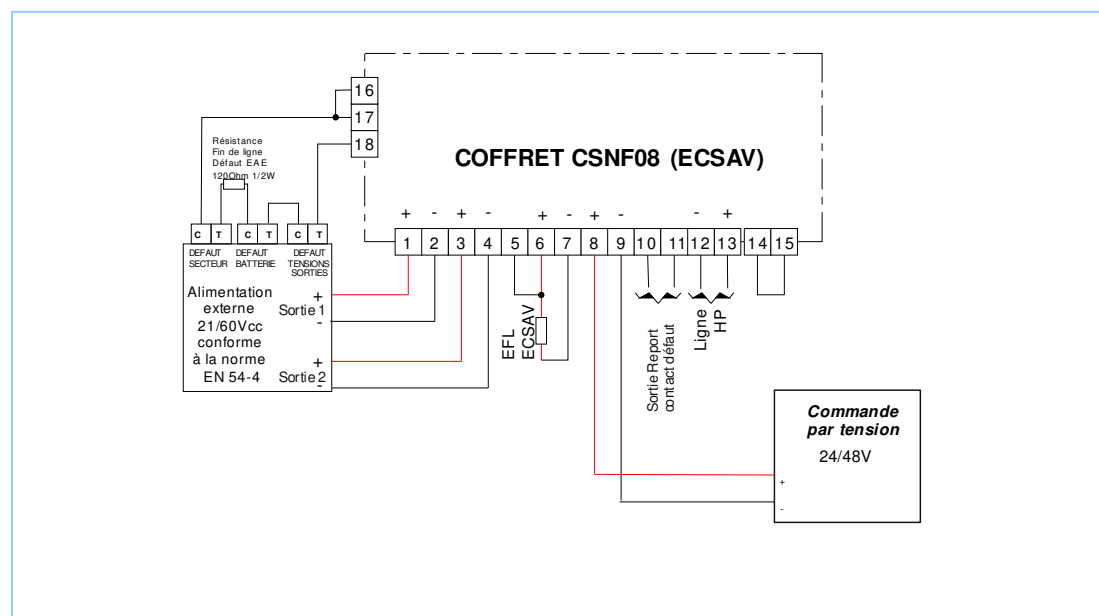 16
17
18
Résistance
Fin de ligne
Défaut EAE
120Ohm 1/2W
COFFRET CSNF08 (ECSAV)
+ - + - + - + - - +
1 2 3 4 5 6 7 8 9 10 11 12 13 14 15
C T C T C T
DEFAUT
SECTEUR
DEFAUT
BATTERIE
DEFAUT
TENSIONS
SORTIES
Alimentation
externe
21/60Vcc
conforme
à la norme
EN 54-4
+
Sortie 1
-
+
Sortie 2
-
EFL
ECSAV
Sortie Report
contact défaut
Ligne
HP
Commande
par tension
24/48V
+
-